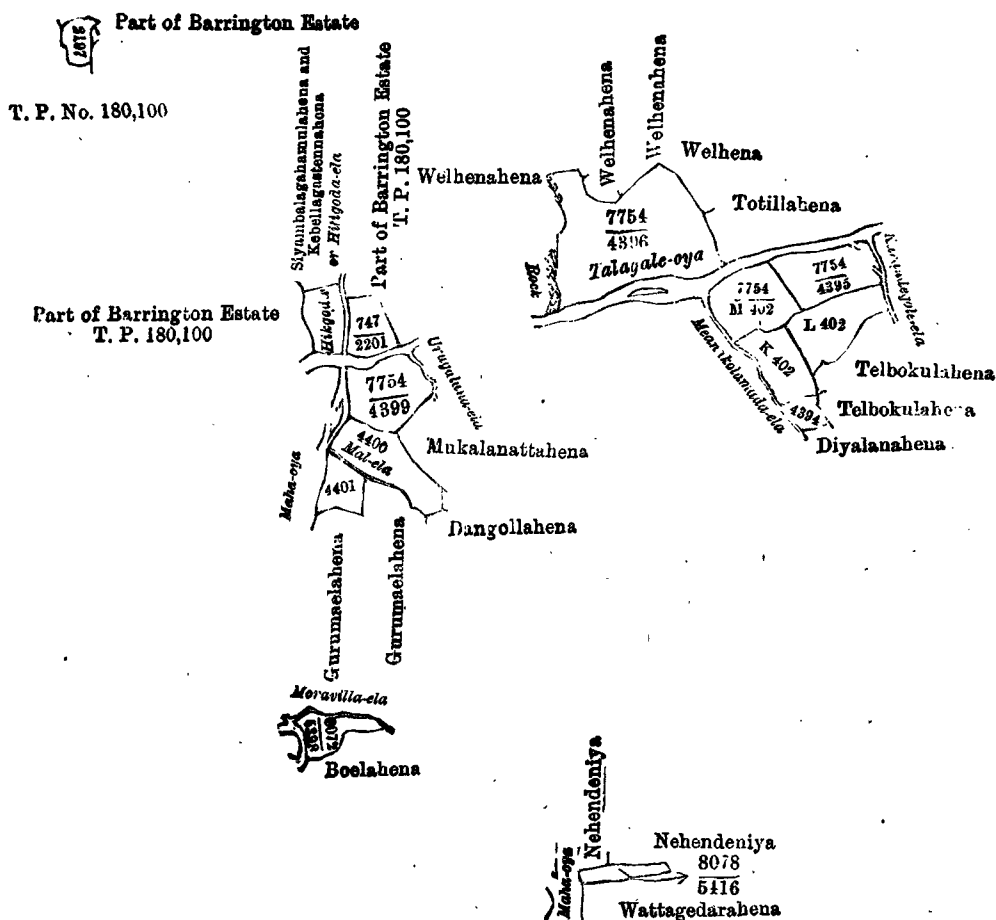 Part of Barrington Estate
2675
T. P. No. 180,100
Siyambalagahamulahena and
Kebellagastennahena
or Hitigoda-ela
Part of Barrington Estate
T. P. 180,100
Welhenahena
Welhenahena
Welhenahena
Welhena
Totillahena
7754
4396
Talagale-oya
Rock
7754
4395
7754
M 402
L 402
K 402
4394
Telbokulahena
Telbokulahena
Diyalanahena
Part of Barrington Estate
T. P. 180,100
747
2201
7754
4399
4400
Mal-ela
4401
Mukalanattahena
Maha-oya
Dangollahena
Gurumaelahena
Gurumaelahena
Moravilla-ela
Boelahena
Nehendeniya
Nehendeniya
8078
5416
Maha-oya
Wattagedarahena